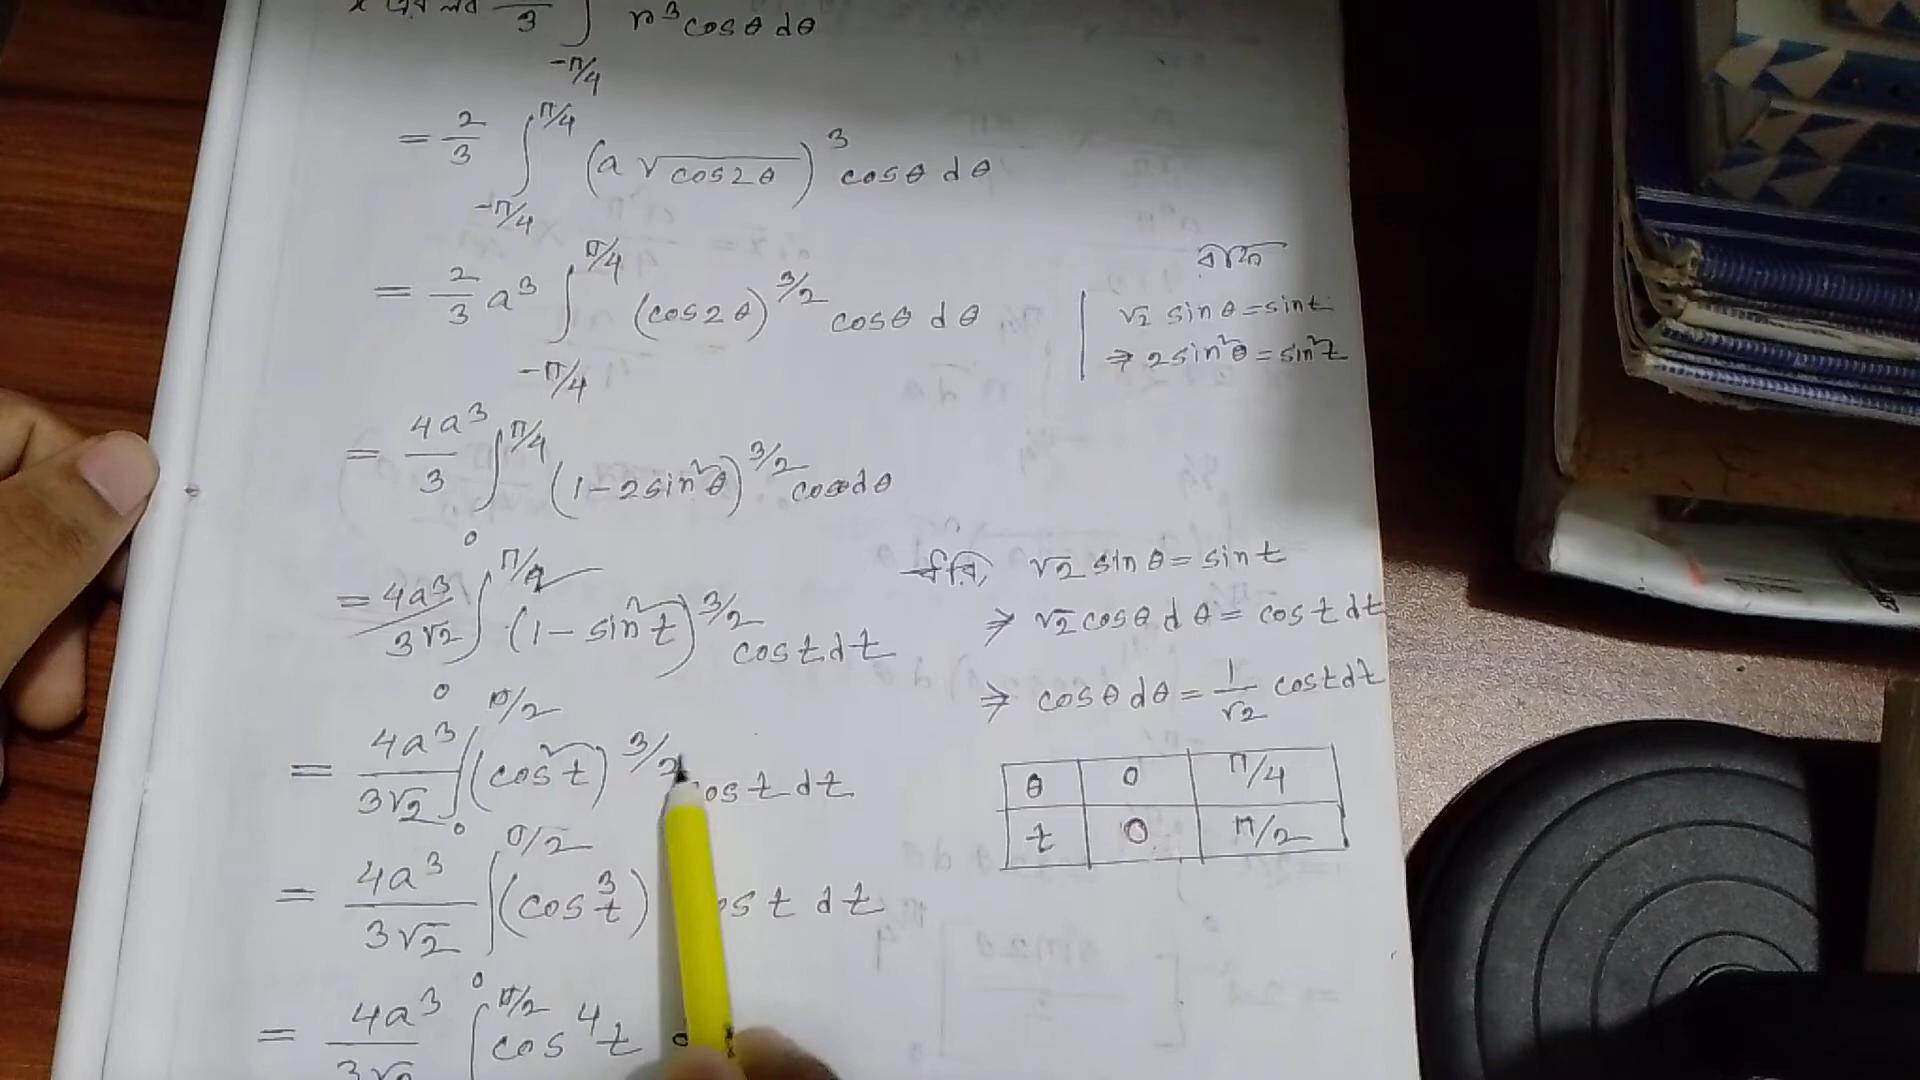 3 ∫ r³ cosθ dθ
-π/4
= 2/3 ∫_{-π/4}^{π/4} (a √cos2θ)³ cosθ dθ
= 2/3 a³ ∫_{-π/4}^{π/4} (cos2θ)^{3/2} cosθ dθ
√2 sinθ = sint
⇒ 2sin²θ = sin²t
= 4a³/3 ∫_0^{π/4} (1-2sin²θ)^{3/2} cosθdθ
ধরি, √2 sinθ = sint
= 4a³/3√2 ∫_0^{π/2} (1-sin²t)^{3/2} cost dt
⇒ √2 cosθ dθ = cost dt
⇒ cosθ dθ = 1/√2 cost dt
= 4a³/3√2 ∫_0^{π/2} (cos²t)^{3/2} cost dt
θ 0 π/4
t 0 π/2
= 4a³/3√2 ∫_0^{π/2} (cos³t) cost dt
= 4a³/3√2 ∫^{π/2} cos⁴t